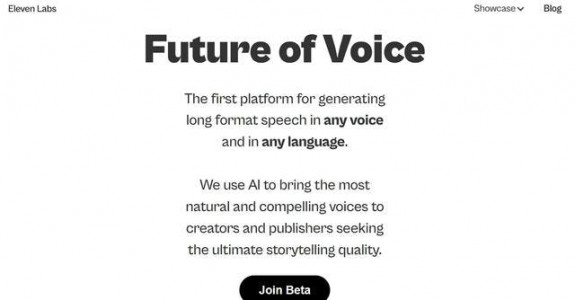 Eleven Labs
Showcase
Blog
Future of Voice
The first platform for generating
long format speech in any voice
and in any language.
We use AI to bring the most
natural and compelling voices to
creators and publishers seeking
the ultimate storytelling quality.
Join Beta